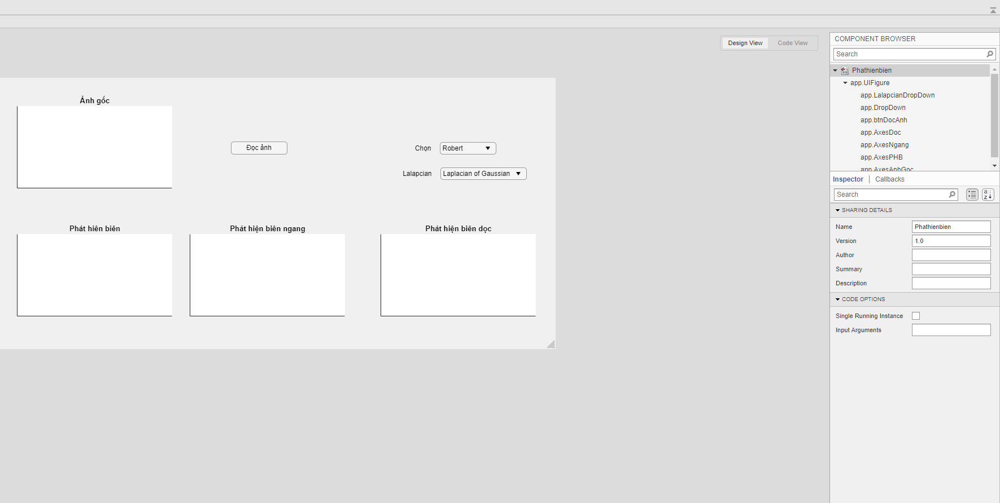 Design View
Code View
Ảnh gốc
Đọc ảnh
Chọn
Robert
Lalapcian
Laplacian of Gaussian
Phát hiên biên
Phát hiện biên ngang
Phát hiện biên dọc
COMPONENT BROWSER
Search
Phathienbien
app.UIFigure
app.LalapcianDropDown
app.DropDown
app.btnDocAnh
app.AxesDoc
app.AxesNgang
app.AxesPHB
app.AxesAnhGoc
Inspector
Callbacks
Search
a
z
SHARING DETAILS
Name
Phathienbien
Version
1.0
Author
Summary
Description
CODE OPTIONS
Single Running Instance
Input Arguments